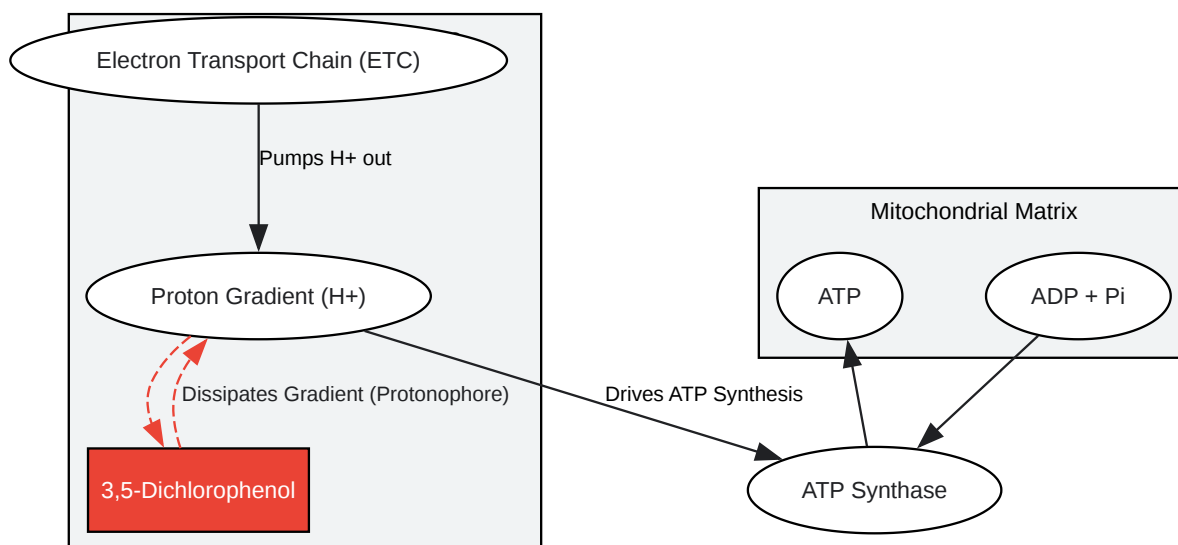 Electron Transport Chain (ETC)
Pumps H+ out
Mitochondrial Matrix
Proton Gradient (H+)
ATP
ADP + Pi
Dissipates Gradient (Protonophore)
Drives ATP Synthesis
3,5-Dichlorophenol
ATP Synthase